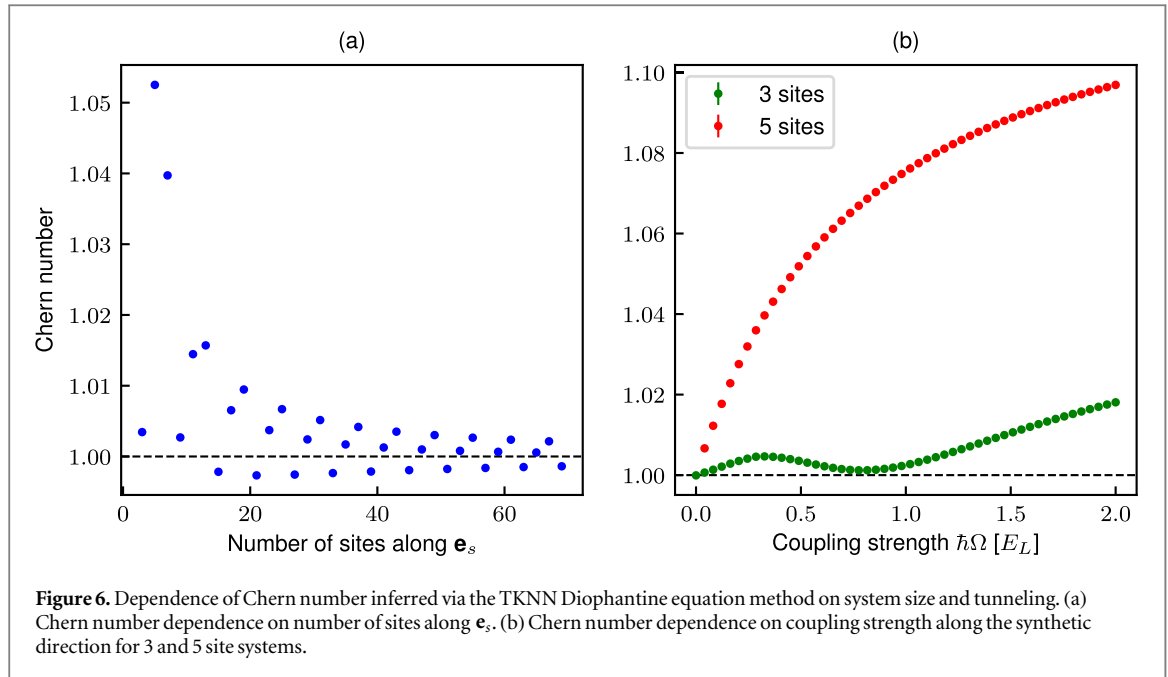 (a)
Chern number
1.05
1.04
1.03
1.02
1.01
1.00
0
20
40
60
Number of sites along e_s
(b)
3 sites
5 sites
1.10
1.08
1.06
1.04
1.02
1.00
0.0
0.5
1.0
1.5
2.0
Coupling strength ℏΩ [E_L]
Figure 6. Dependence of Chern number inferred via the TKNN Diophantine equation method on system size and tunneling. (a)
Chern number dependence on number of sites along e_s. (b) Chern number dependence on coupling strength along the synthetic
direction for 3 and 5 site systems.